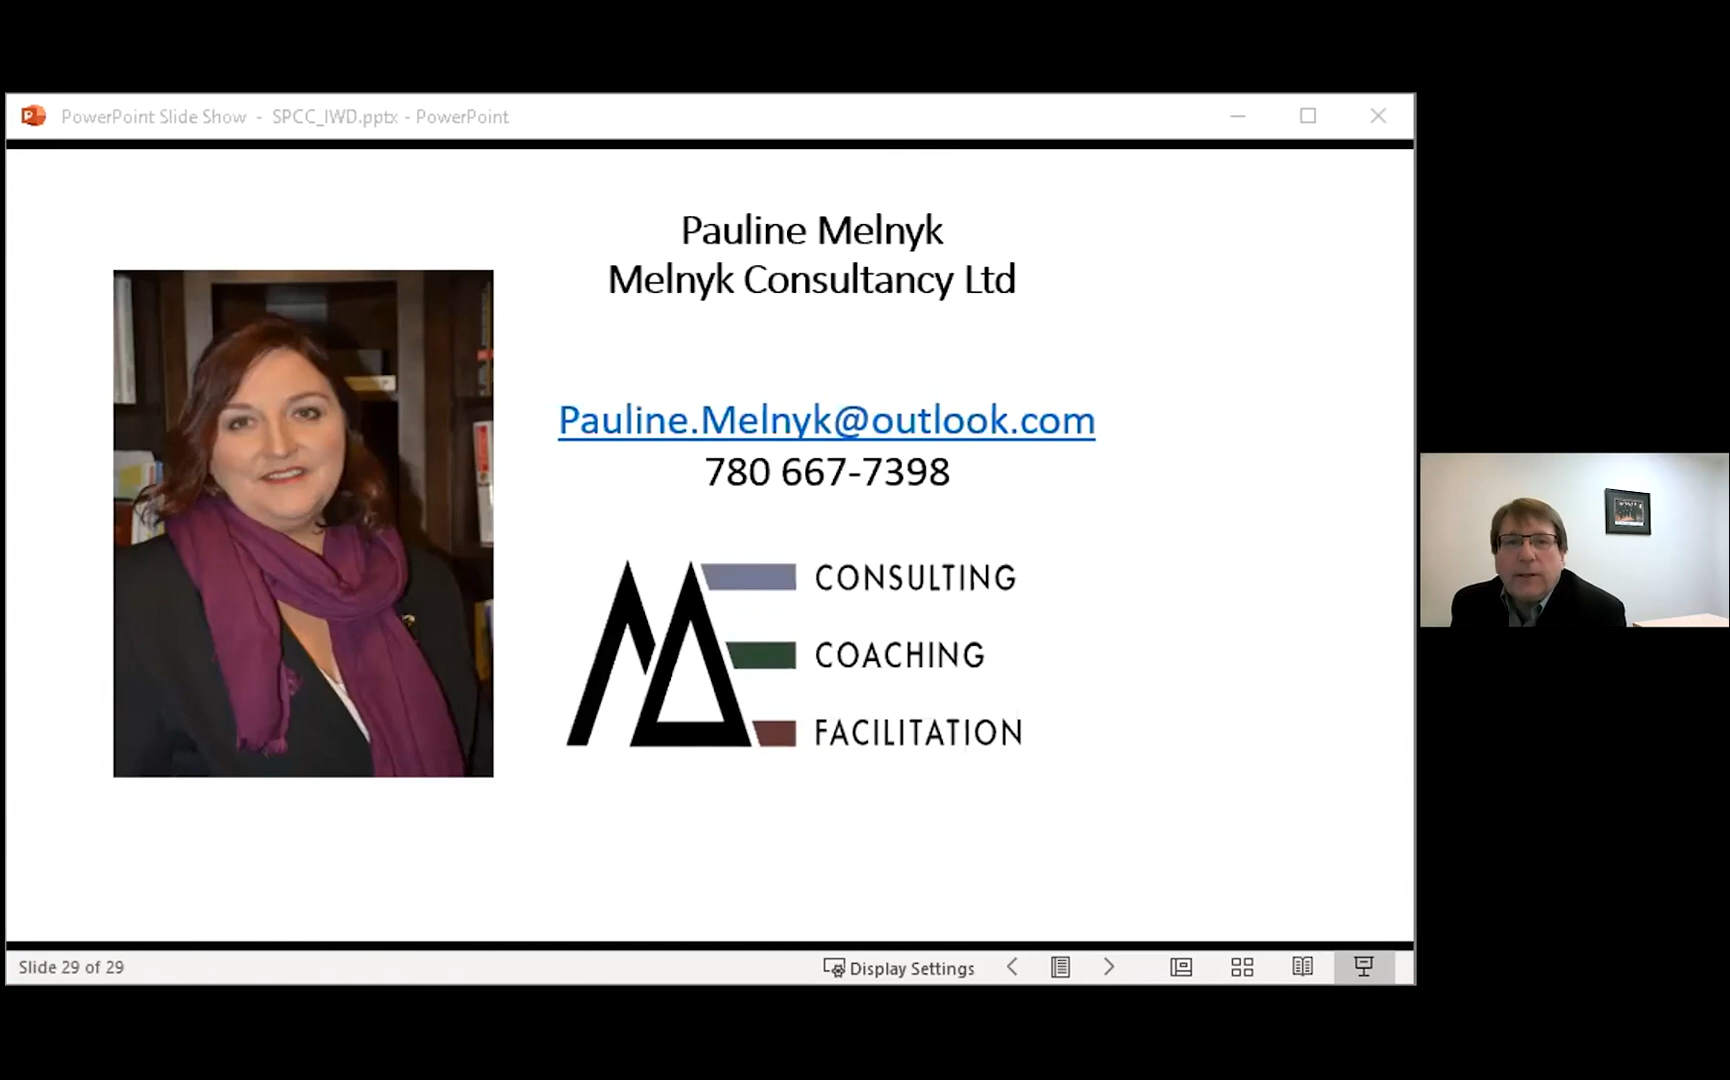 PowerPoint Slide Show - SPCC_IWD.pptx - PowerPoint
Pauline Melnyk
Melnyk Consultancy Ltd
Pauline.Melnyk@outlook.com
780 667-7398
CONSULTING
COACHING
FACILITATION
Slide 29 of 29
Display Settings